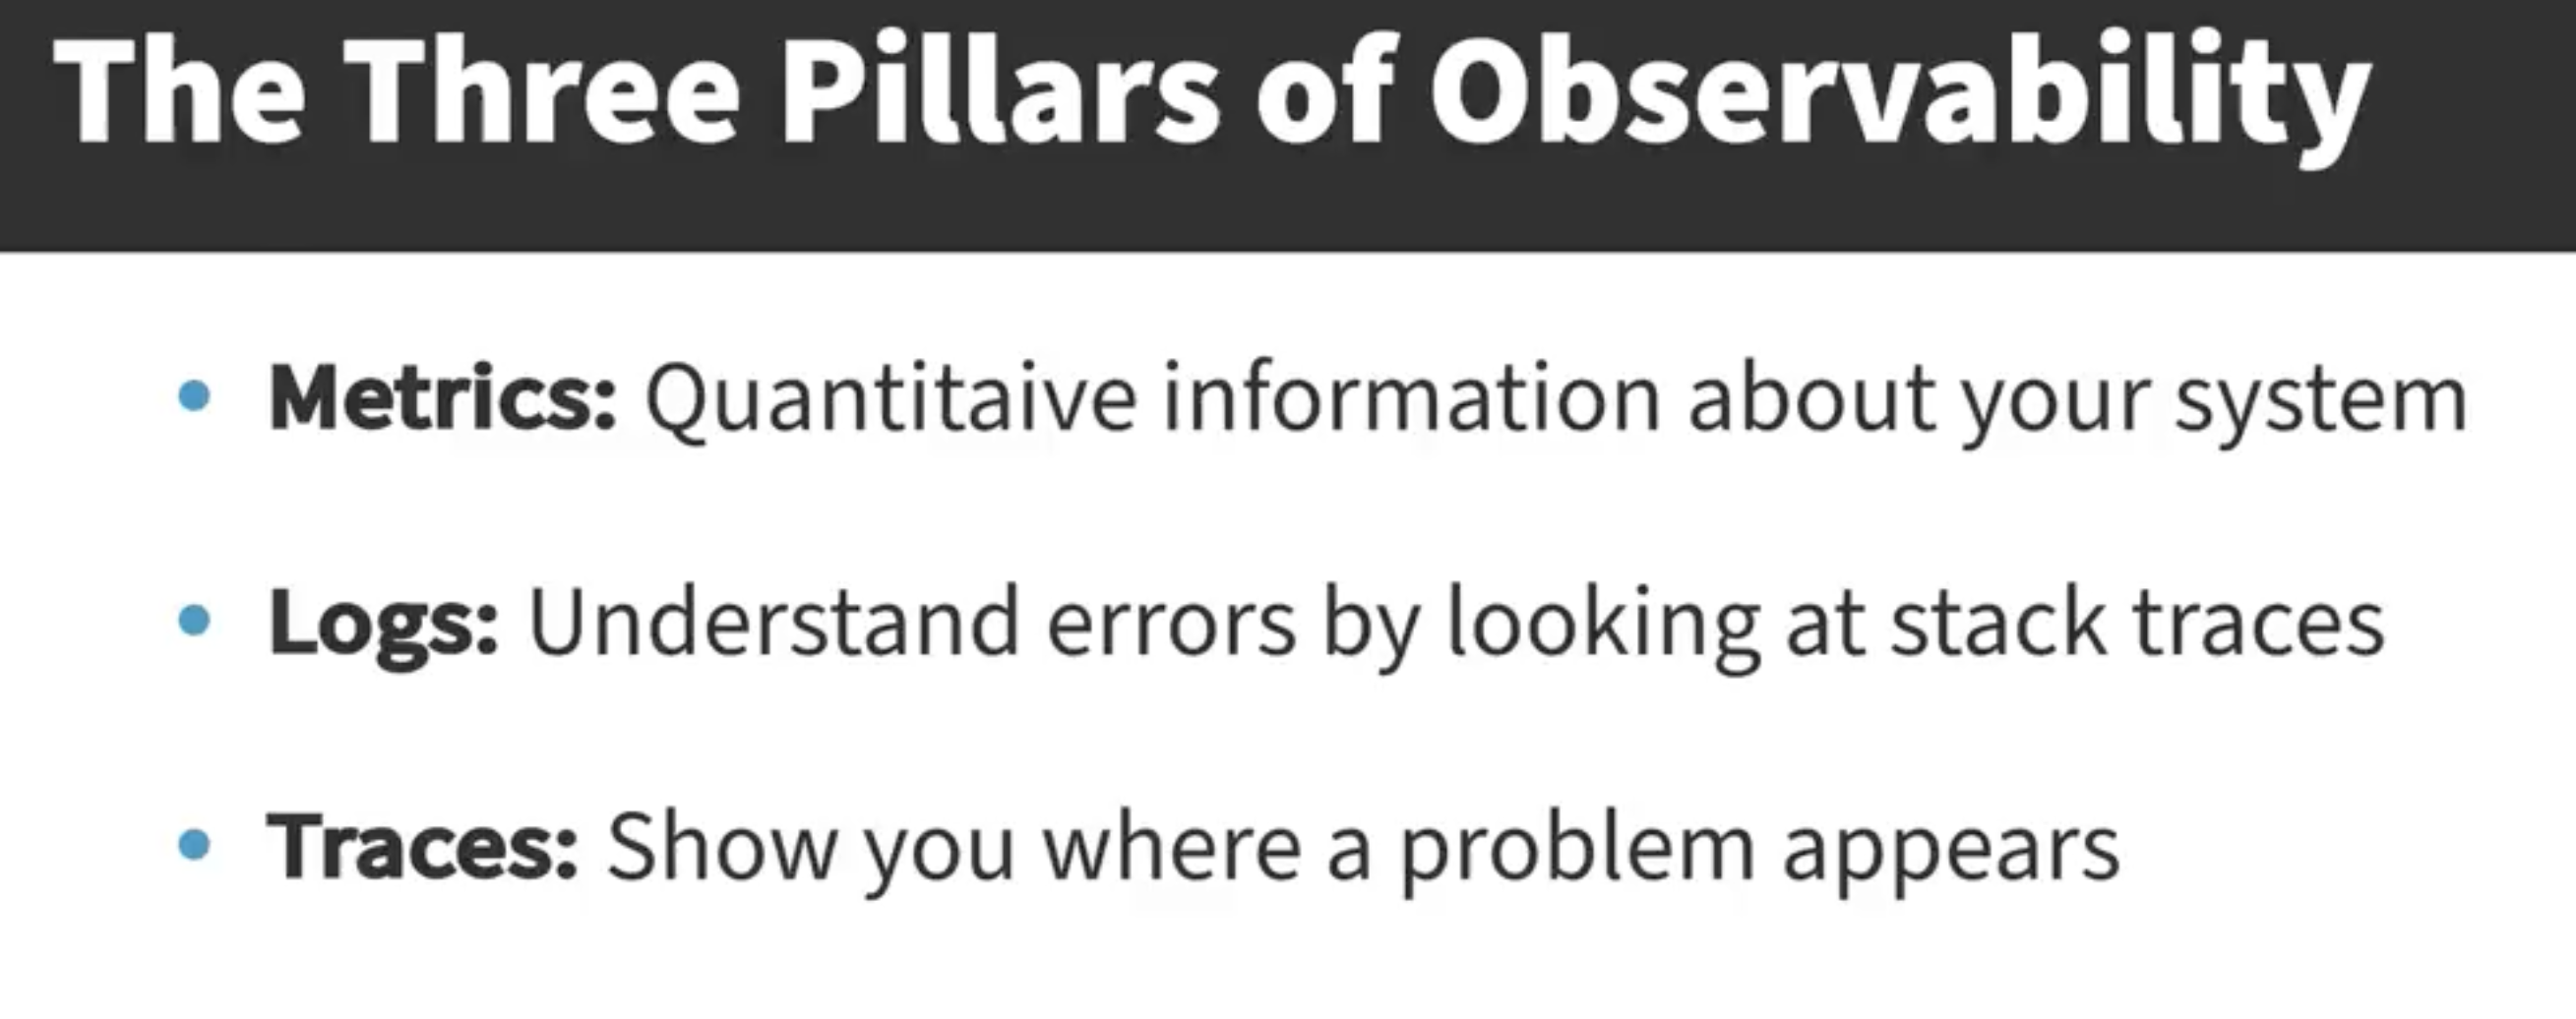 The Three Pillars of Observability
• Metrics: Quantitaive information about your system
• Logs: Understand errors by looking at stack traces
• Traces: Show you where a problem appears